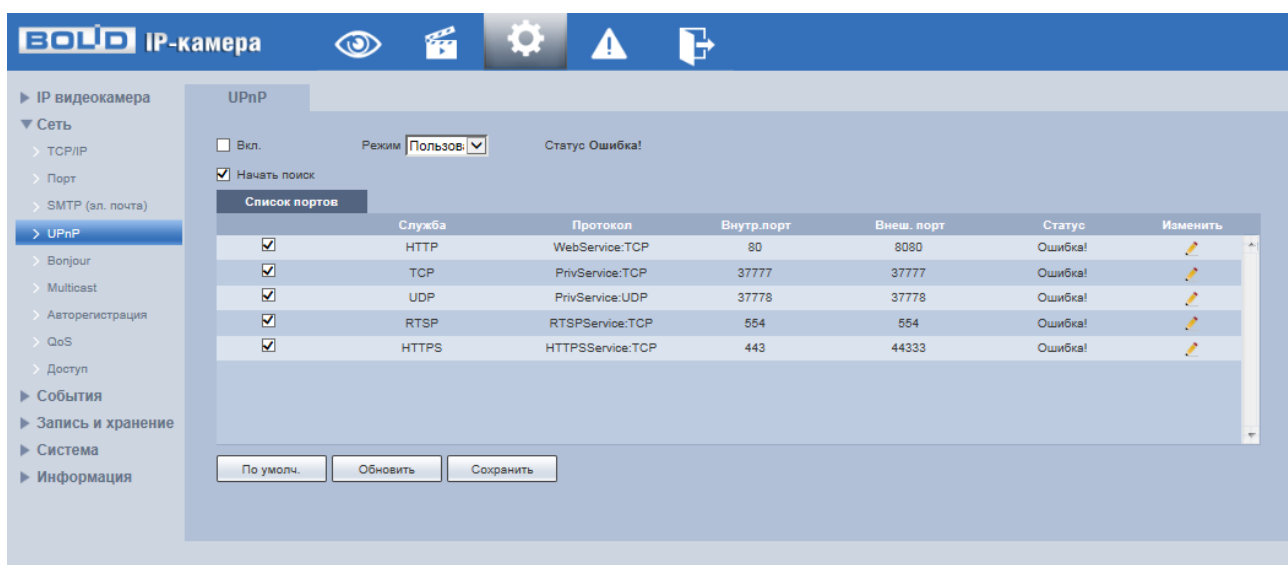 BOLID IP-камера
IP видеокамера
Сеть
TCP/IP
Порт
SMTP (эл. почта)
UPnP
Bonjour
Multicast
Авторегистрация
QoS
Доступ
События
Запись и хранение
Система
Информация
UPnP
Вкл. Режим Пользов Статус Ошибка!
Начать поиск
Список портов
Служба Протокол Внутр.порт Внеш. порт Статус Изменить
HTTP WebService:TCP 80 8080 Ошибка!
TCP PrivService:TCP 37777 37777 Ошибка!
UDP PrivService:UDP 37778 37778 Ошибка!
RTSP RTSPService:TCP 554 554 Ошибка!
HTTPS HTTPSService:TCP 443 44333 Ошибка!
По умолч. Обновить Сохранить